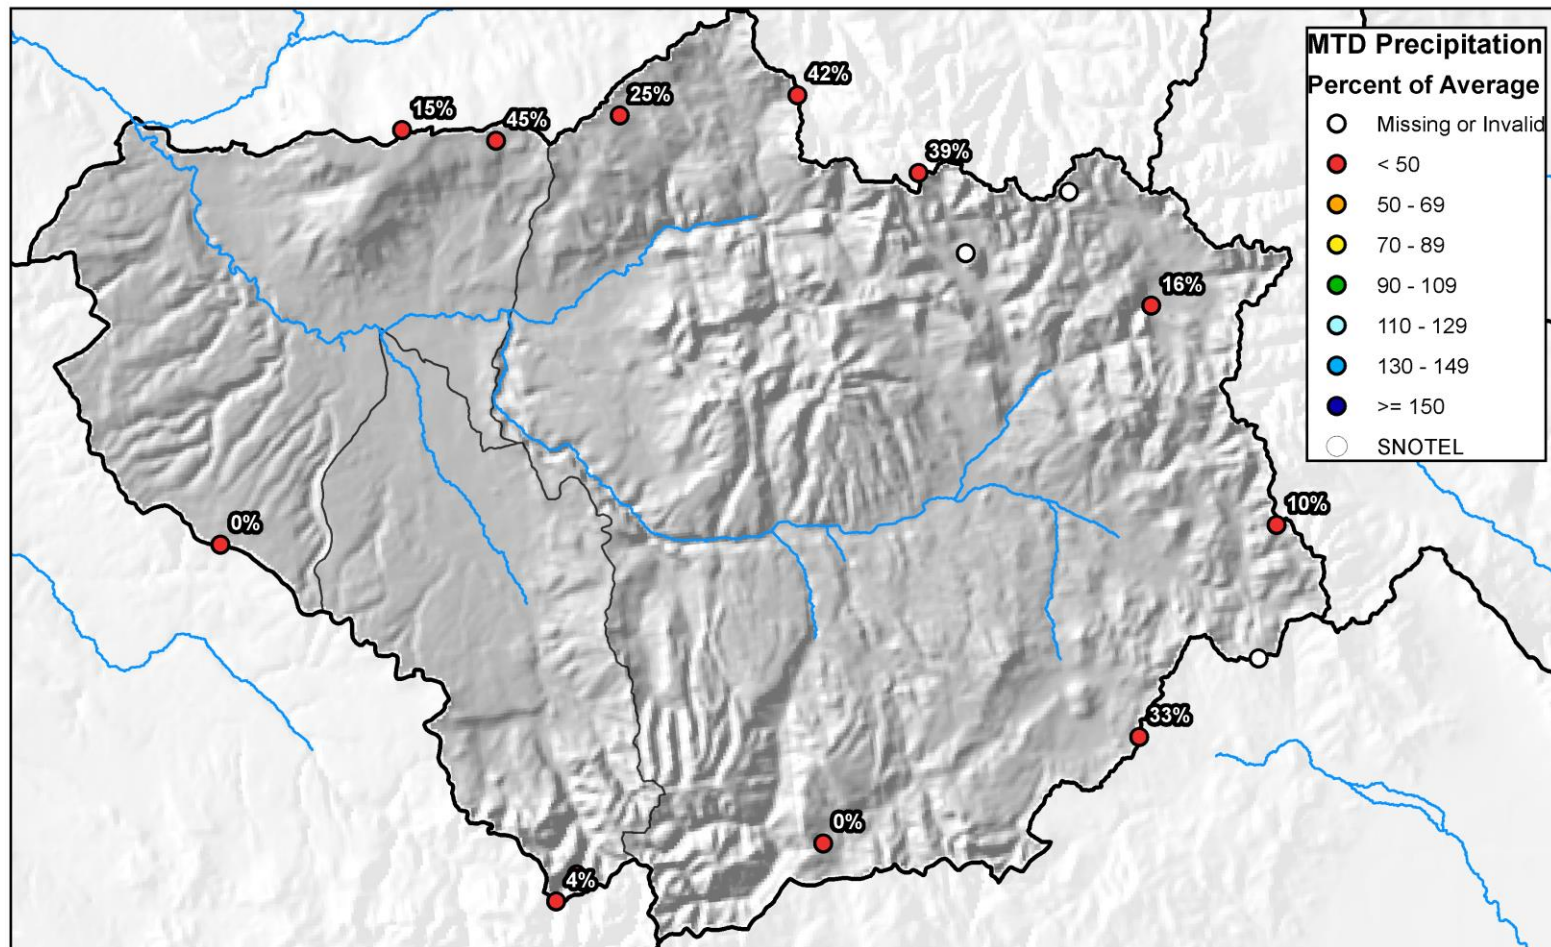 MTD Precipitation
Percent of Average
Missing or Invalid
< 50
50 - 69
70 - 89
90 - 109
110 - 129
130 - 149
>= 150
SNOTEL
42%
25%
15%
45%
39%
16%
10%
0%
33%
0%
4%